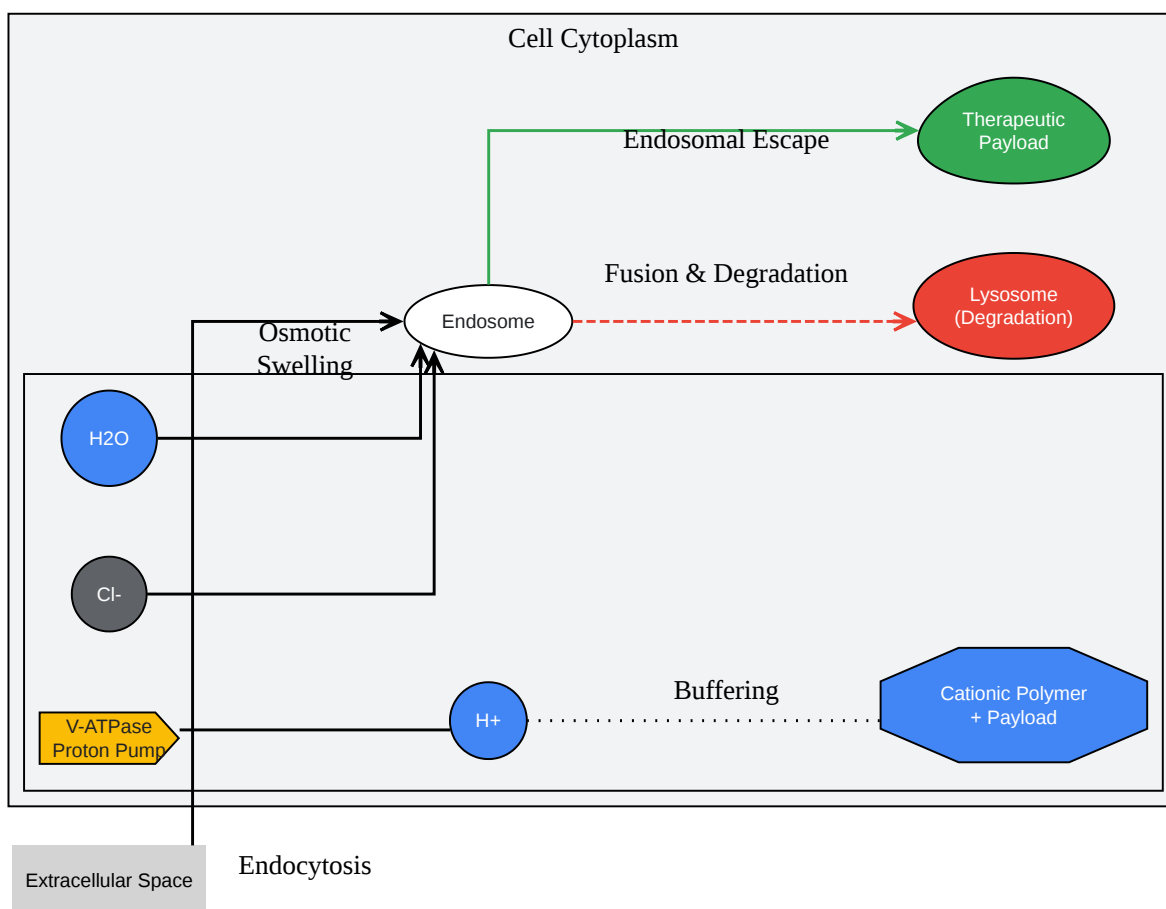 Cell Cytoplasm
Therapeutic
Payload
Endosomal Escape
Fusion & Degradation
Lysosome
(Degradation)
Endosome
Osmotic
Swelling
H2O
Cl-
Buffering
Cationic Polymer
+ Payload
H+
V-ATPase
Proton Pump
Endocytosis
Extracellular Space